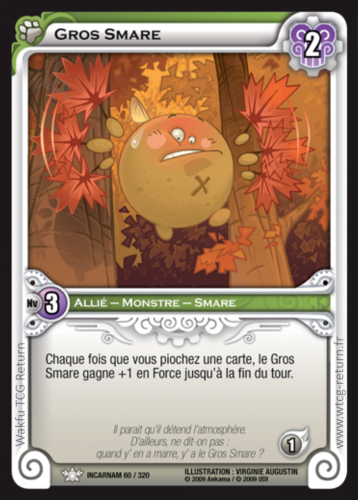 Gros Smare
2
Nv 3
Allié – Monstre – Smare
Chaque fois que vous piochez une carte, le Gros
Smare gagne +1 en Force jusqu'à la fin du tour.
Il parait qu'il détend l'atmosphère.
D'ailleurs, ne dit-on pas :
quand y' en a marre, y' a le Gros Smare ?
1
INCARNAM 60 / 320
ILLUSTRATION : VIRGINIE AUGUSTIN
© 2009 Ankama / © 2009 UDI
Wakfu TCG Return
www.wtcg-return.fr